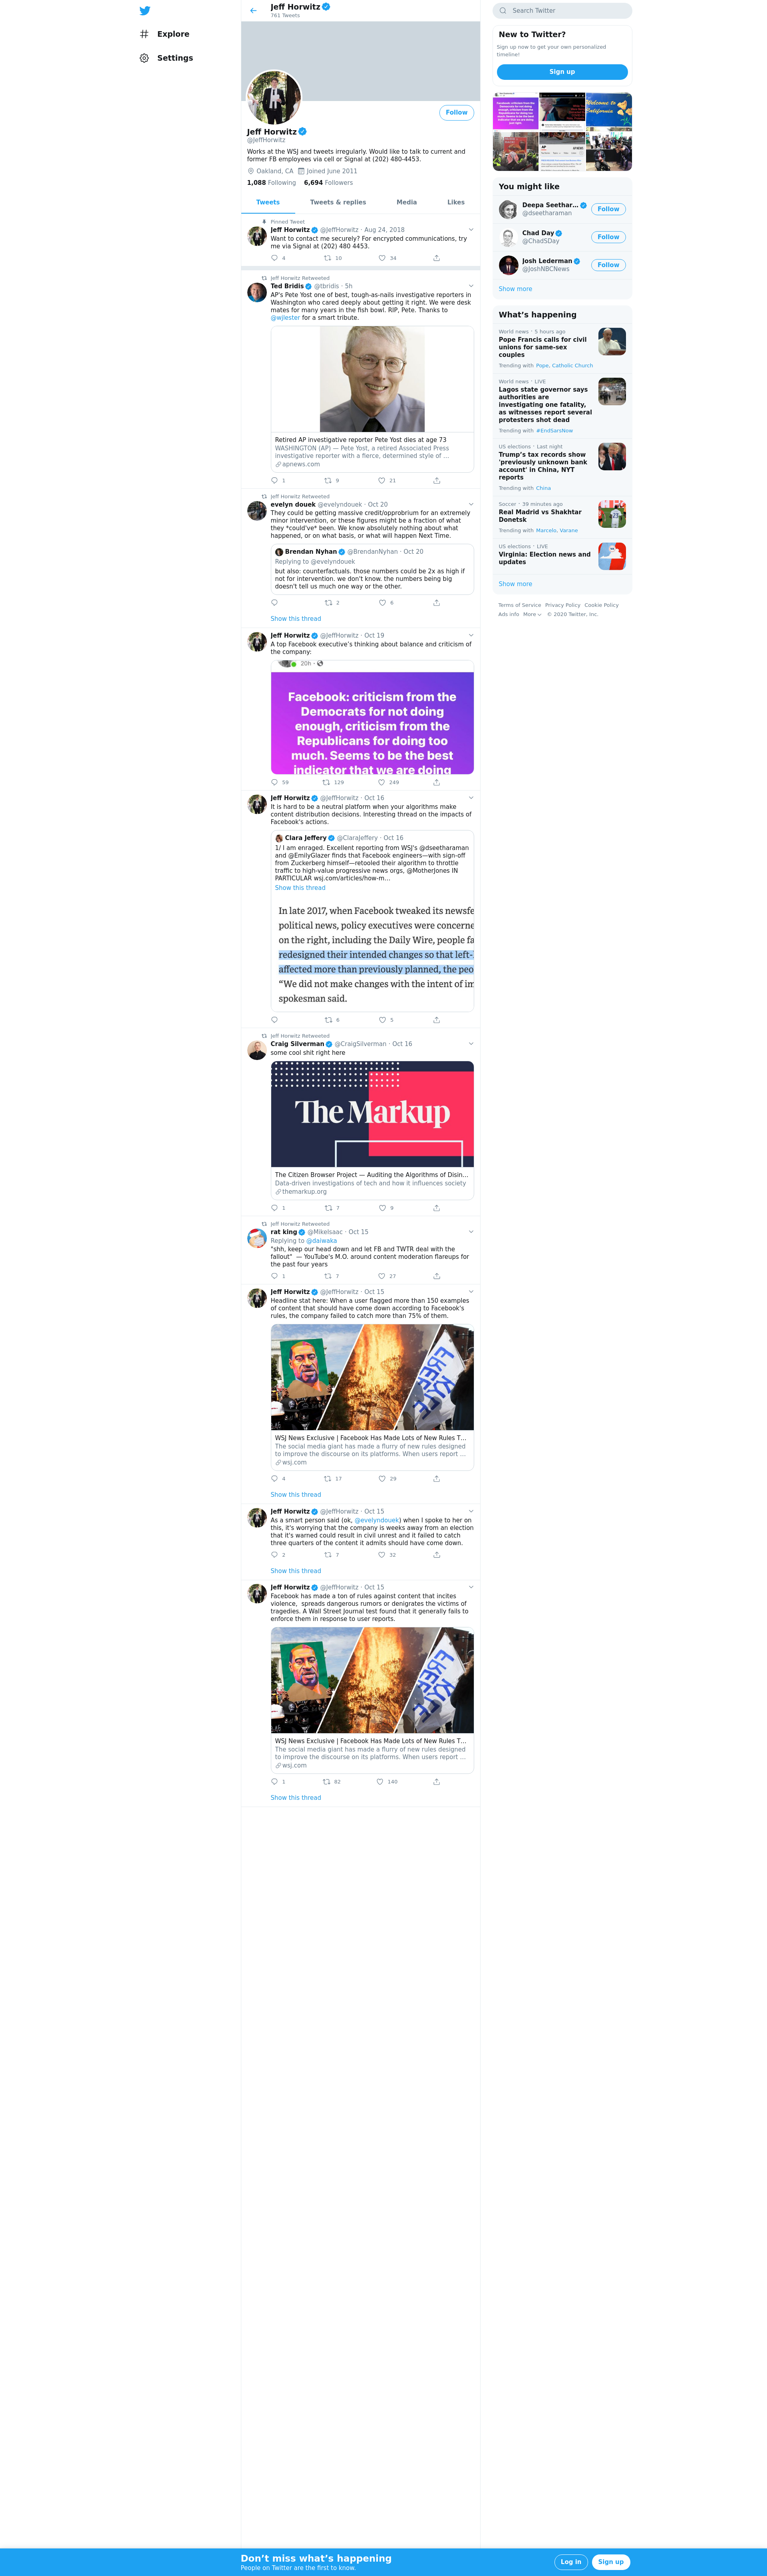 Explore
Settings
Jeff Horwitz
761 Tweets
Follow
Jeff Horwitz
@JeffHorwitz
Works at the WSJ and tweets irregularly. Would like to talk to current and
former FB employees via cell or Signal at (202) 480-4453.
Oakland, CA Joined June 2011
1,088 Following 6,694 Followers
Tweets Tweets & replies Media Likes
Pinned Tweet
Jeff Horwitz @JeffHorwitz · Aug 24, 2018
Want to contact me securely? For encrypted communications, try
me via Signal at (202) 480 4453.
4 10 34
Jeff Horwitz Retweeted
Ted Bridis @tbridis · 5h
AP's Pete Yost one of best, tough-as-nails investigative reporters in
Washington who cared deeply about getting it right. We were desk
mates for many years in the fish bowl. RIP, Pete. Thanks to
@wjlester for a smart tribute.
Retired AP investigative reporter Pete Yost dies at age 73
WASHINGTON (AP) — Pete Yost, a retired Associated Press
investigative reporter with a fierce, determined style of ...
apnews.com
1 9 21
Jeff Horwitz Retweeted
evelyn douek @evelyndouek · Oct 20
They could be getting massive credit/opprobrium for an extremely
minor intervention, or these figures might be a fraction of what
they *could've* been. We know absolutely nothing about what
happened, or on what basis, or what will happen Next Time.
Brendan Nyhan @BrendanNyhan · Oct 20
Replying to @evelyndouek
but also: counterfactuals. those numbers could be 2x as high if
not for intervention. we don't know. the numbers being big
doesn't tell us much one way or the other.
2 6
Show this thread
Jeff Horwitz @JeffHorwitz · Oct 19
A top Facebook executive's thinking about balance and criticism of
the company:
20h ·
Facebook: criticism from the
Democrats for not doing
enough, criticism from the
Republicans for doing too
much. Seems to be the best
indicator that we are doing
59 129 249
Jeff Horwitz @JeffHorwitz · Oct 16
It is hard to be a neutral platform when your algorithms make
content distribution decisions. Interesting thread on the impacts of
Facebook's actions.
Clara Jeffery @ClaraJeffery · Oct 16
1/ I am enraged. Excellent reporting from WSJ's @dseetharaman
and @EmilyGlazer finds that Facebook engineers—with sign-off
from Zuckerberg himself—retooled their algorithm to throttle
traffic to high-value progressive news orgs, @MotherJones IN
PARTICULAR wsj.com/articles/how-m...
Show this thread
In late 2017, when Facebook tweaked its newsfe
political news, policy executives were concerne
on the right, including the Daily Wire, people fa
redesigned their intended changes so that left-
affected more than previously planned, the peo
“We did not make changes with the intent of im
spokesman said.
6 5
Jeff Horwitz Retweeted
Craig Silverman @CraigSilverman · Oct 16
some cool shit right here
The Markup
The Citizen Browser Project — Auditing the Algorithms of Disin...
Data-driven investigations of tech and how it influences society
themarkup.org
1 7 9
Jeff Horwitz Retweeted
rat king @MikeIsaac · Oct 15
Replying to @daiwaka
"shh, keep our head down and let FB and TWTR deal with the
fallout" — YouTube's M.O. around content moderation flareups for
the past four years
1 7 27
Jeff Horwitz @JeffHorwitz · Oct 15
Headline stat here: When a user flagged more than 150 examples
of content that should have come down according to Facebook's
rules, the company failed to catch more than 75% of them.
FREE KYLE
WSJ News Exclusive | Facebook Has Made Lots of New Rules T...
The social media giant has made a flurry of new rules designed
to improve the discourse on its platforms. When users report ...
wsj.com
4 17 29
Show this thread
Jeff Horwitz @JeffHorwitz · Oct 15
As a smart person said (ok, @evelyndouek) when I spoke to her on
this, it's worrying that the company is weeks away from an election
that it's warned could result in civil unrest and it failed to catch
three quarters of the content it admits should have come down.
2 7 32
Show this thread
Jeff Horwitz @JeffHorwitz · Oct 15
Facebook has made a ton of rules against content that incites
violence, spreads dangerous rumors or denigrates the victims of
tragedies. A Wall Street Journal test found that it generally fails to
enforce them in response to user reports.
FREE KYLE
WSJ News Exclusive | Facebook Has Made Lots of New Rules T...
The social media giant has made a flurry of new rules designed
to improve the discourse on its platforms. When users report ...
wsj.com
1 82 140
Show this thread
Search Twitter
New to Twitter?
Sign up now to get your own personalized
timeline!
Sign up
Welcome to
California
You might like
Deepa Seethar...
@dseetharaman
Follow
Chad Day
@ChadSDay
Follow
Josh Lederman
@JoshNBCNews
Follow
Show more
What's happening
World news · 5 hours ago
Pope Francis calls for civil
unions for same-sex
couples
Trending with Pope, Catholic Church
World news · LIVE
Lagos state governor says
authorities are
investigating one fatality,
as witnesses report several
protesters shot dead
Trending with #EndSarsNow
US elections · Last night
Trump's tax records show
'previously unknown bank
account' in China, NYT
reports
Trending with China
Soccer · 39 minutes ago
Real Madrid vs Shakhtar
Donetsk
Trending with Marcelo, Varane
US elections · LIVE
Virginia: Election news and
updates
Show more
Terms of Service Privacy Policy Cookie Policy
Ads info More © 2020 Twitter, Inc.
Don't miss what's happening
People on Twitter are the first to know.
Log in
Sign up